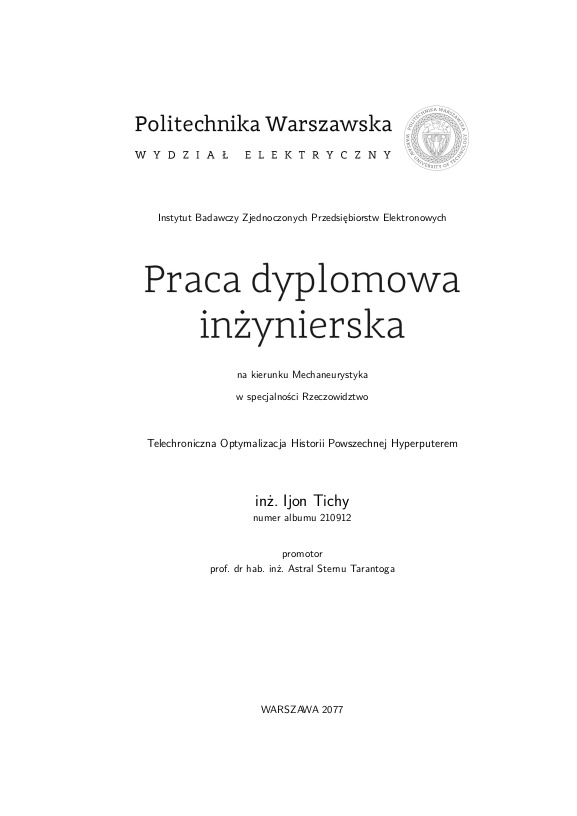 Politechnika Warszawska
WYDZIAŁ ELEKTRYCZNY
POLITECHNIKA WARSZAWSKA
WARSAW UNIVERSITY OF TECHNOLOGY
Instytut Badawczy Zjednoczonych Przedsiębiorstw Elektronowych
Praca dyplomowa
inżynierska
na kierunku Mechaneurystyka
w specjalności Rzeczowidztwo
Telechroniczna Optymalizacja Historii Powszechnej Hyperputerem
inż. Ijon Tichy
numer albumu 210912
promotor
prof. dr hab. inż. Astral Sternu Tarantoga
WARSZAWA 2077